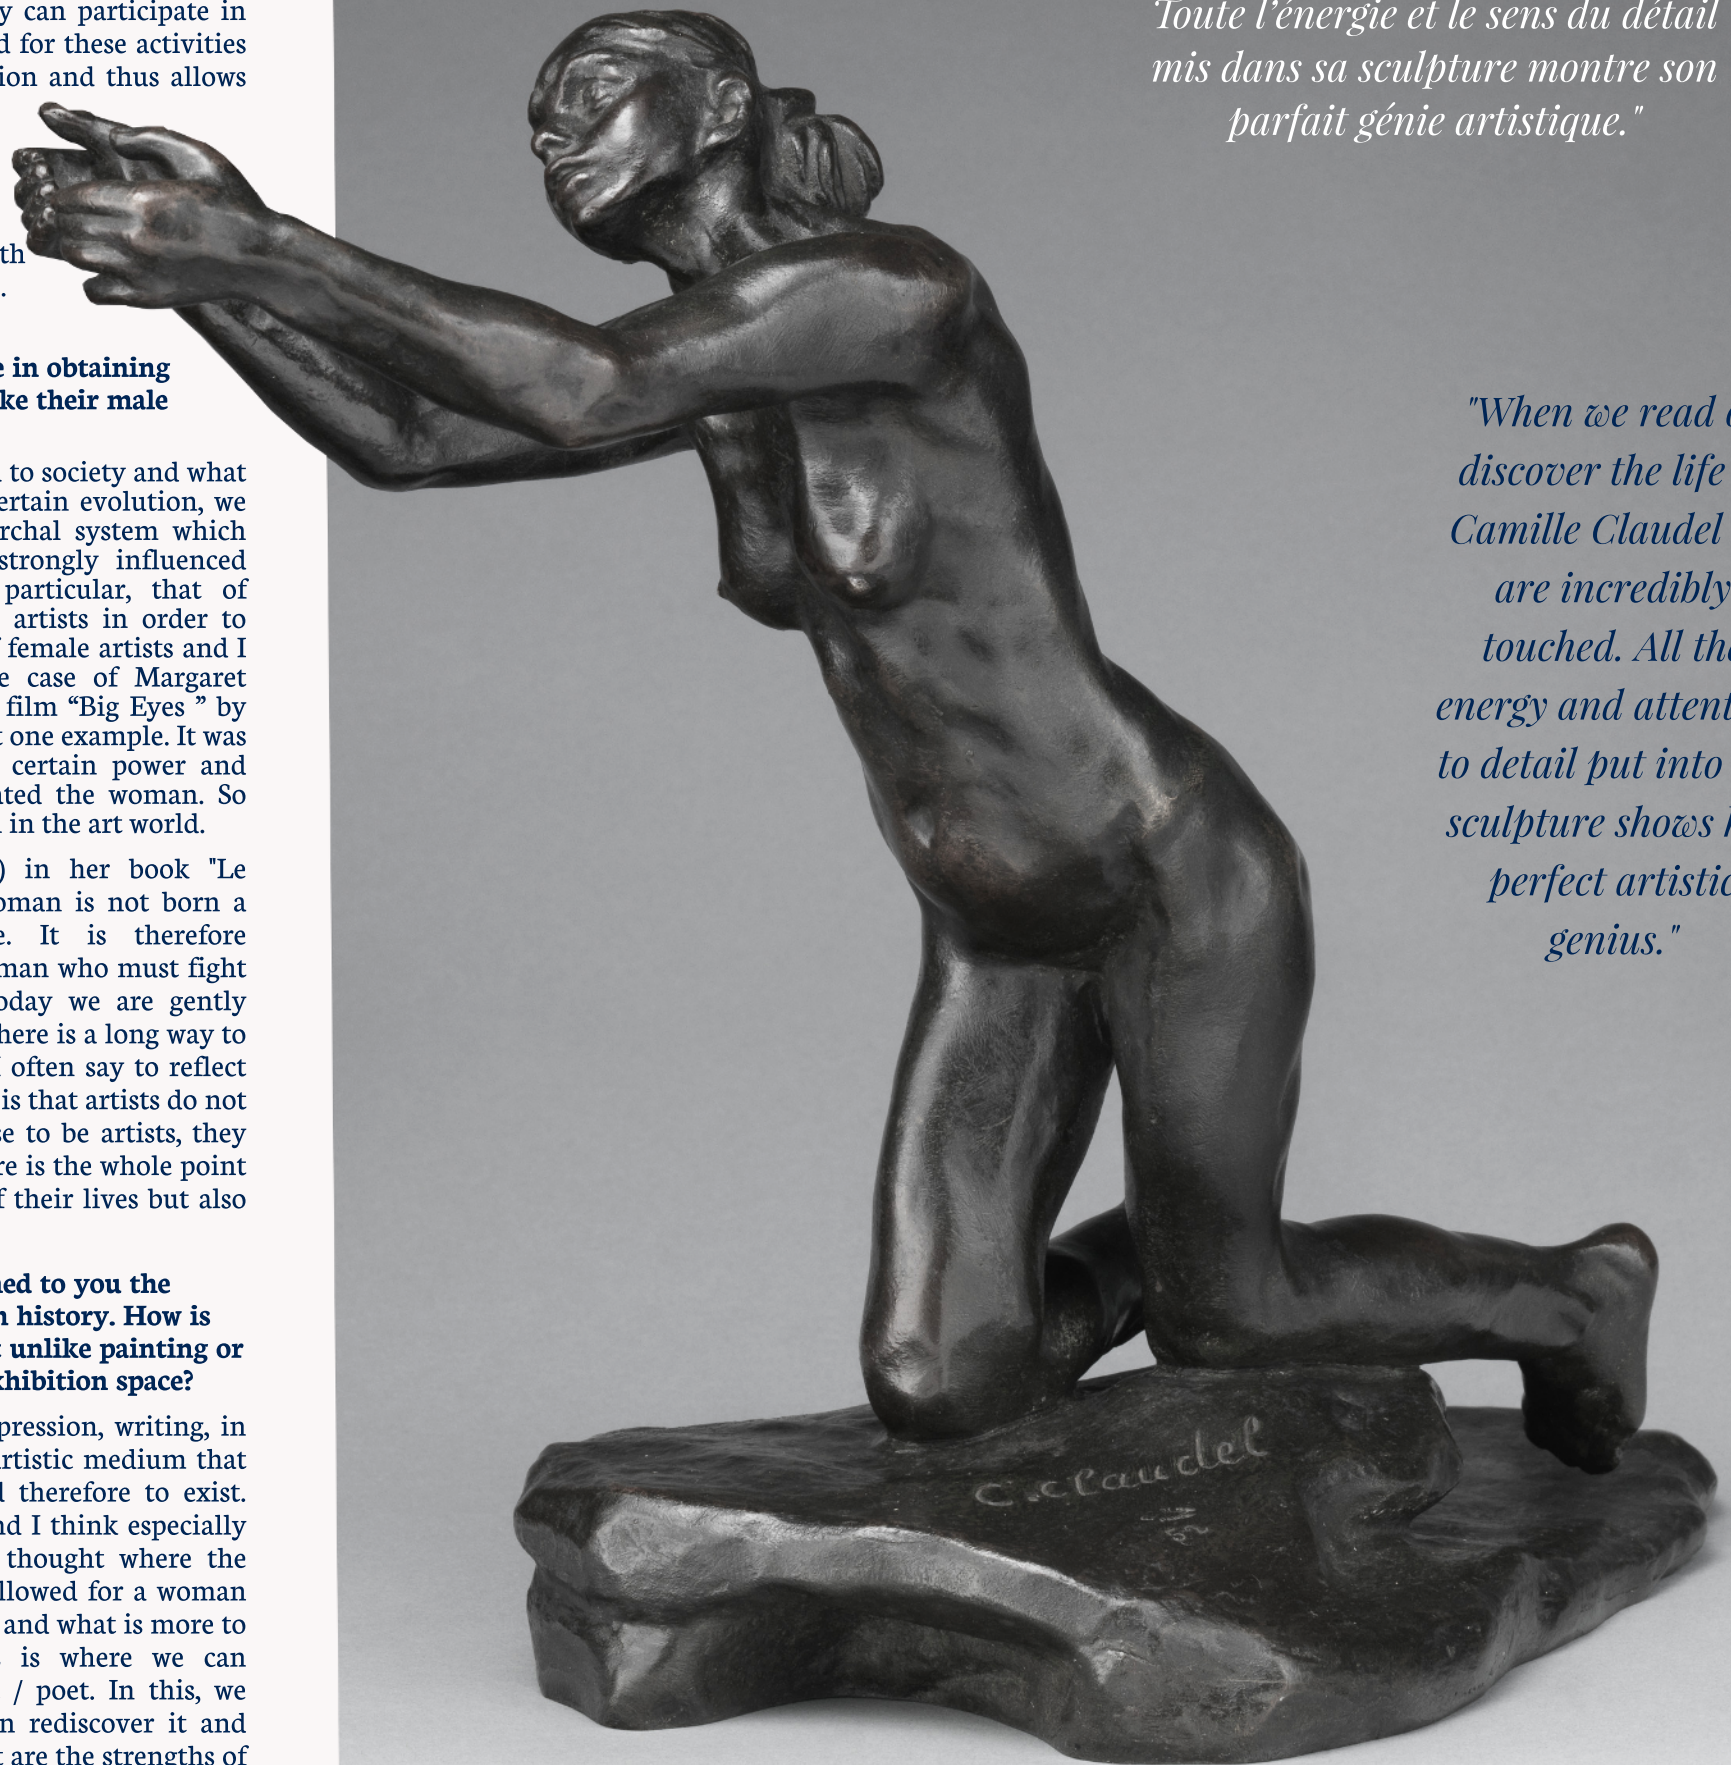 y can participate in
d for these activities
ion and thus allows
th
.
e in obtaining
ke their male
to society and what
ertain evolution, we
rchal system which
strongly influenced
particular, that of
artists in order to
female artists and I
e case of Margaret
film “Big Eyes ” by
t one example. It was
certain power and
nted the woman. So
in the art world.
) in her book "Le
oman is not born a
e. It is therefore
man who must fight
oday we are gently
here is a long way to
I often say to reflect
is that artists do not
se to be artists, they
re is the whole point
f their lives but also
ned to you the
n history. How is
t unlike painting or
xhibition space?
pression, writing, in
rtistic medium that
d therefore to exist.
nd I think especially
thought where the
llowed for a woman
and what is more to
is where we can
/ poet. In this, we
n rediscover it and
t are the strengths of
Toute l’énergie et le sens du détail
mis dans sa sculpture montre son
parfait génie artistique."
"When we read
discover the life
Camille Claudel
are incredibly
touched. All the
energy and attent
to detail put into
sculpture shows h
perfect artistic
genius."
C.Claudel